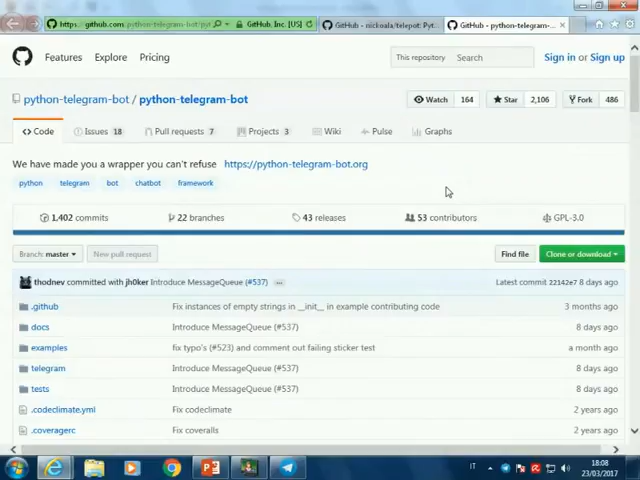 https://github.com/python-telegram-bot/pyt
GitHub, Inc. [US]
GitHub - nickoala/telepot: Pyt...
GitHub - python-telegram-...
Features Explore Pricing
This repository Search
Sign in or Sign up
python-telegram-bot / python-telegram-bot
Watch 164 Star 2,106 Fork 486
Code Issues 18 Pull requests 7 Projects 3 Wiki Pulse Graphs
We have made you a wrapper you can't refuse https://python-telegram-bot.org
python telegram bot chatbot framework
1,402 commits 22 branches 43 releases 53 contributors GPL-3.0
Branch: master New pull request Find file Clone or download
thodnev committed with jh0ker Introduce MessageQueue (#537) ... Latest commit 22142e7 8 days ago
.github Fix instances of empty strings in __init__ in example contributing code 3 months ago
docs Introduce MessageQueue (#537) 8 days ago
examples fix typo's (#523) and comment out failing sticker test a month ago
telegram Introduce MessageQueue (#537) 8 days ago
tests Introduce MessageQueue (#537) 8 days ago
.codeclimate.yml Fix codeclimate 2 years ago
.coveragerc Fix coveralls 2 years ago
IT 18:08
23/03/2017